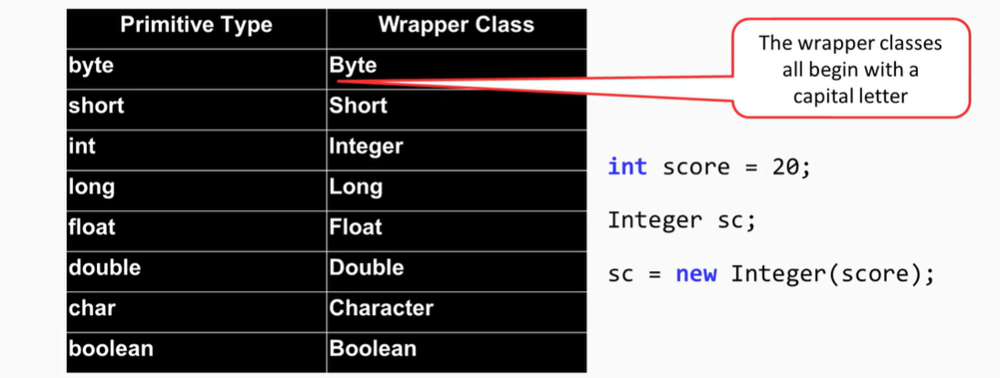 Primitive Type Wrapper Class
byte Byte
short Short
int Integer
long Long
float Float
double Double
char Character
boolean Boolean
The wrapper classes
all begin with a
capital letter
int score = 20;
Integer sc;
sc = new Integer(score);